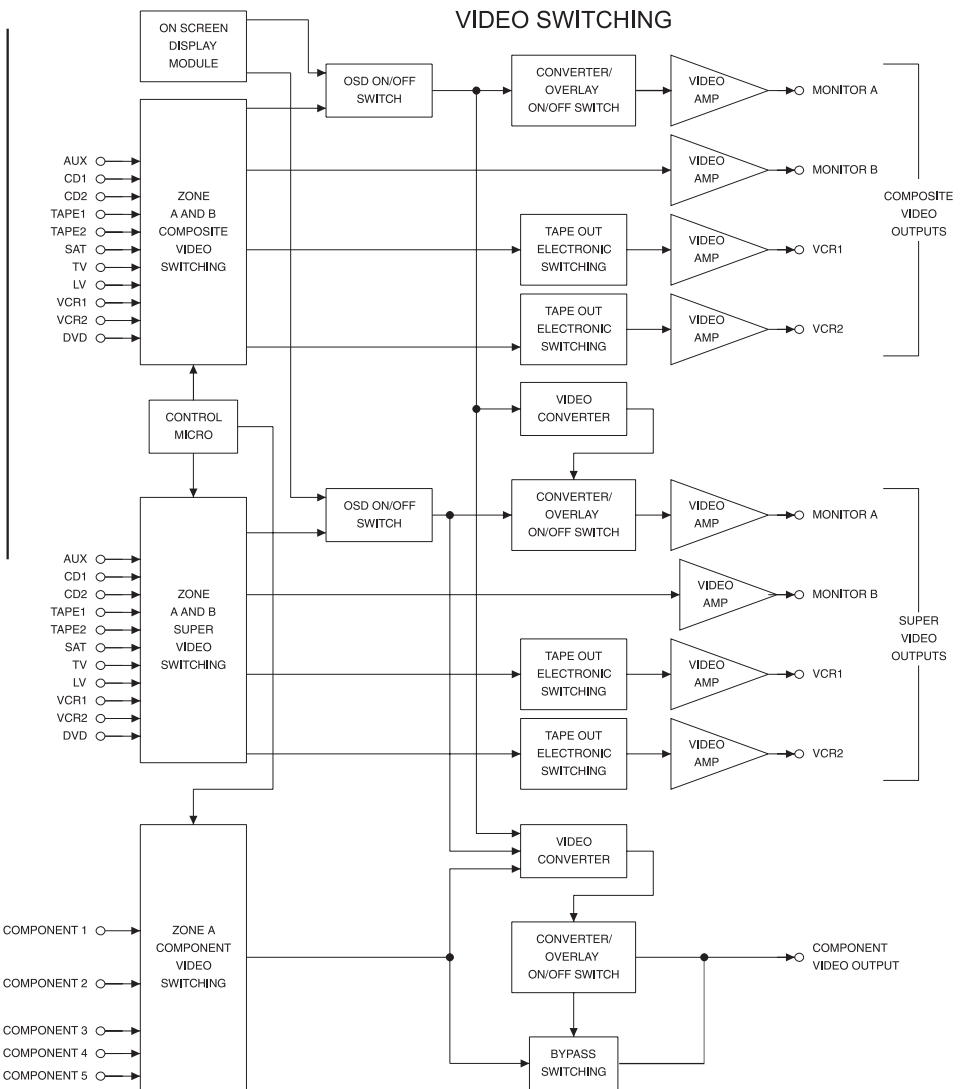 VIDEO SWITCHING
ON SCREEN
DISPLAY
MODULE
OSD ON/OFF
SWITCH
CONVERTER/
OVERLAY
ON/OFF SWITCH
VIDEO
AMP
MONITOR A
AUX
CD1
CD2
TAPE1
TAPE2
SAT
TV
LV
VCR1
VCR2
DVD
ZONE
A AND B
COMPOSITE
VIDEO
SWITCHING
VIDEO
AMP
MONITOR B
TAPE OUT
ELECTRONIC
SWITCHING
VIDEO
AMP
VCR1
TAPE OUT
ELECTRONIC
SWITCHING
VIDEO
AMP
VCR2
COMPOSITE
VIDEO
OUTPUTS
CONTROL
MICRO
VIDEO
CONVERTER
OSD ON/OFF
SWITCH
CONVERTER/
OVERLAY
ON/OFF SWITCH
VIDEO
AMP
MONITOR A
AUX
CD1
CD2
TAPE1
TAPE2
SAT
TV
LV
VCR1
VCR2
DVD
ZONE
A AND B
SUPER
VIDEO
SWITCHING
VIDEO
AMP
MONITOR B
TAPE OUT
ELECTRONIC
SWITCHING
VIDEO
AMP
VCR1
TAPE OUT
ELECTRONIC
SWITCHING
VIDEO
AMP
VCR2
SUPER
VIDEO
OUTPUTS
VIDEO
CONVERTER
COMPONENT 1
COMPONENT 2
COMPONENT 3
COMPONENT 4
COMPONENT 5
ZONE A
COMPONENT
VIDEO
SWITCHING
CONVERTER/
OVERLAY
ON/OFF SWITCH
COMPONENT
VIDEO OUTPUT
BYPASS
SWITCHING